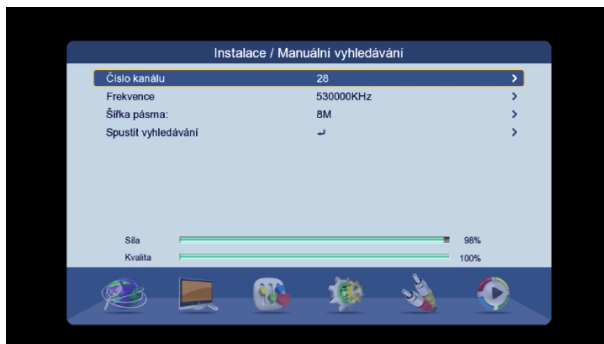 Instalace / Manuální vyhledávání
Číslo kanálu 28 >
Frekvence 530000KHz >
Šířka pásma: 8M >
Spustit vyhledávání ↵ >
Síla 98%
Kvalita 100%